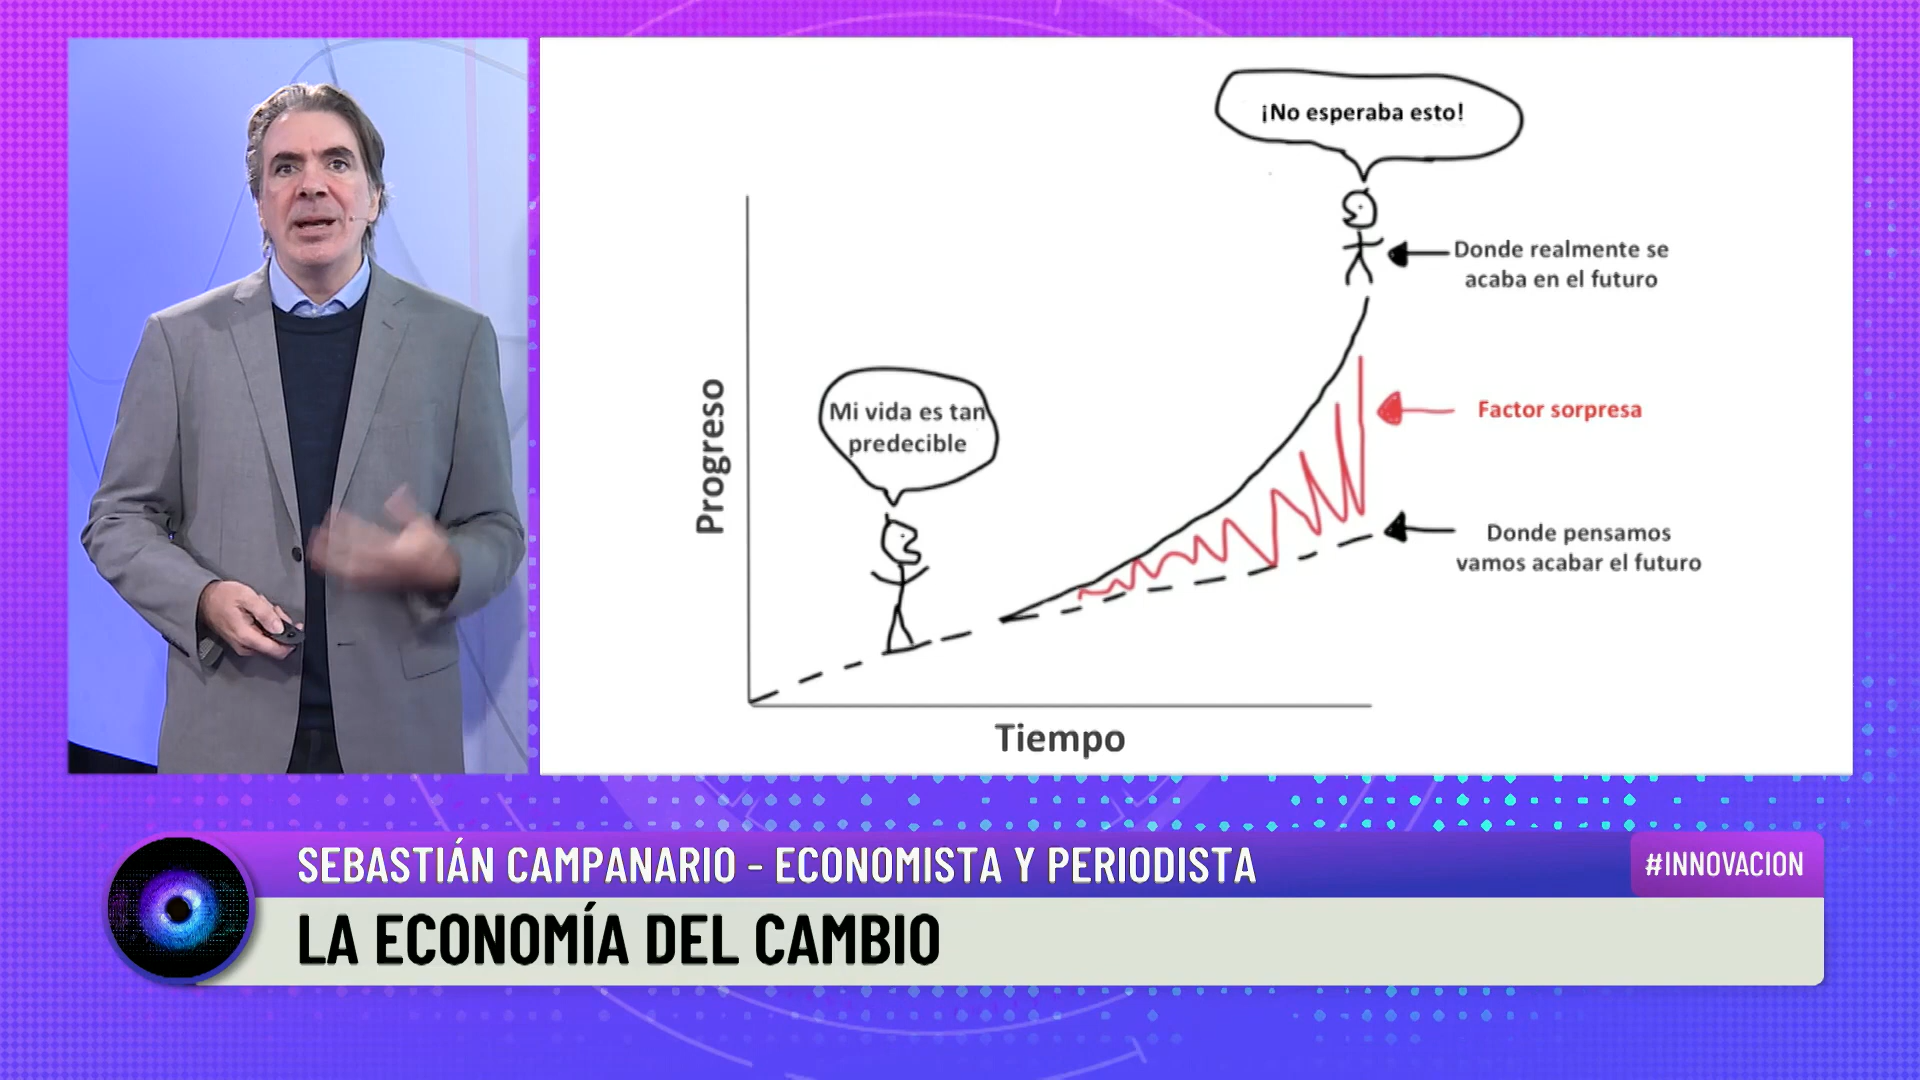 ¡No esperaba esto!
Donde realmente se
acaba en el futuro
Mi vida es tan
predecible
Factor sorpresa
Donde pensamos
vamos acabar el futuro
Progreso
Tiempo
SEBASTIÁN CAMPANARIO - ECONOMISTA Y PERIODISTA
#INNOVACION
LA ECONOMÍA DEL CAMBIO